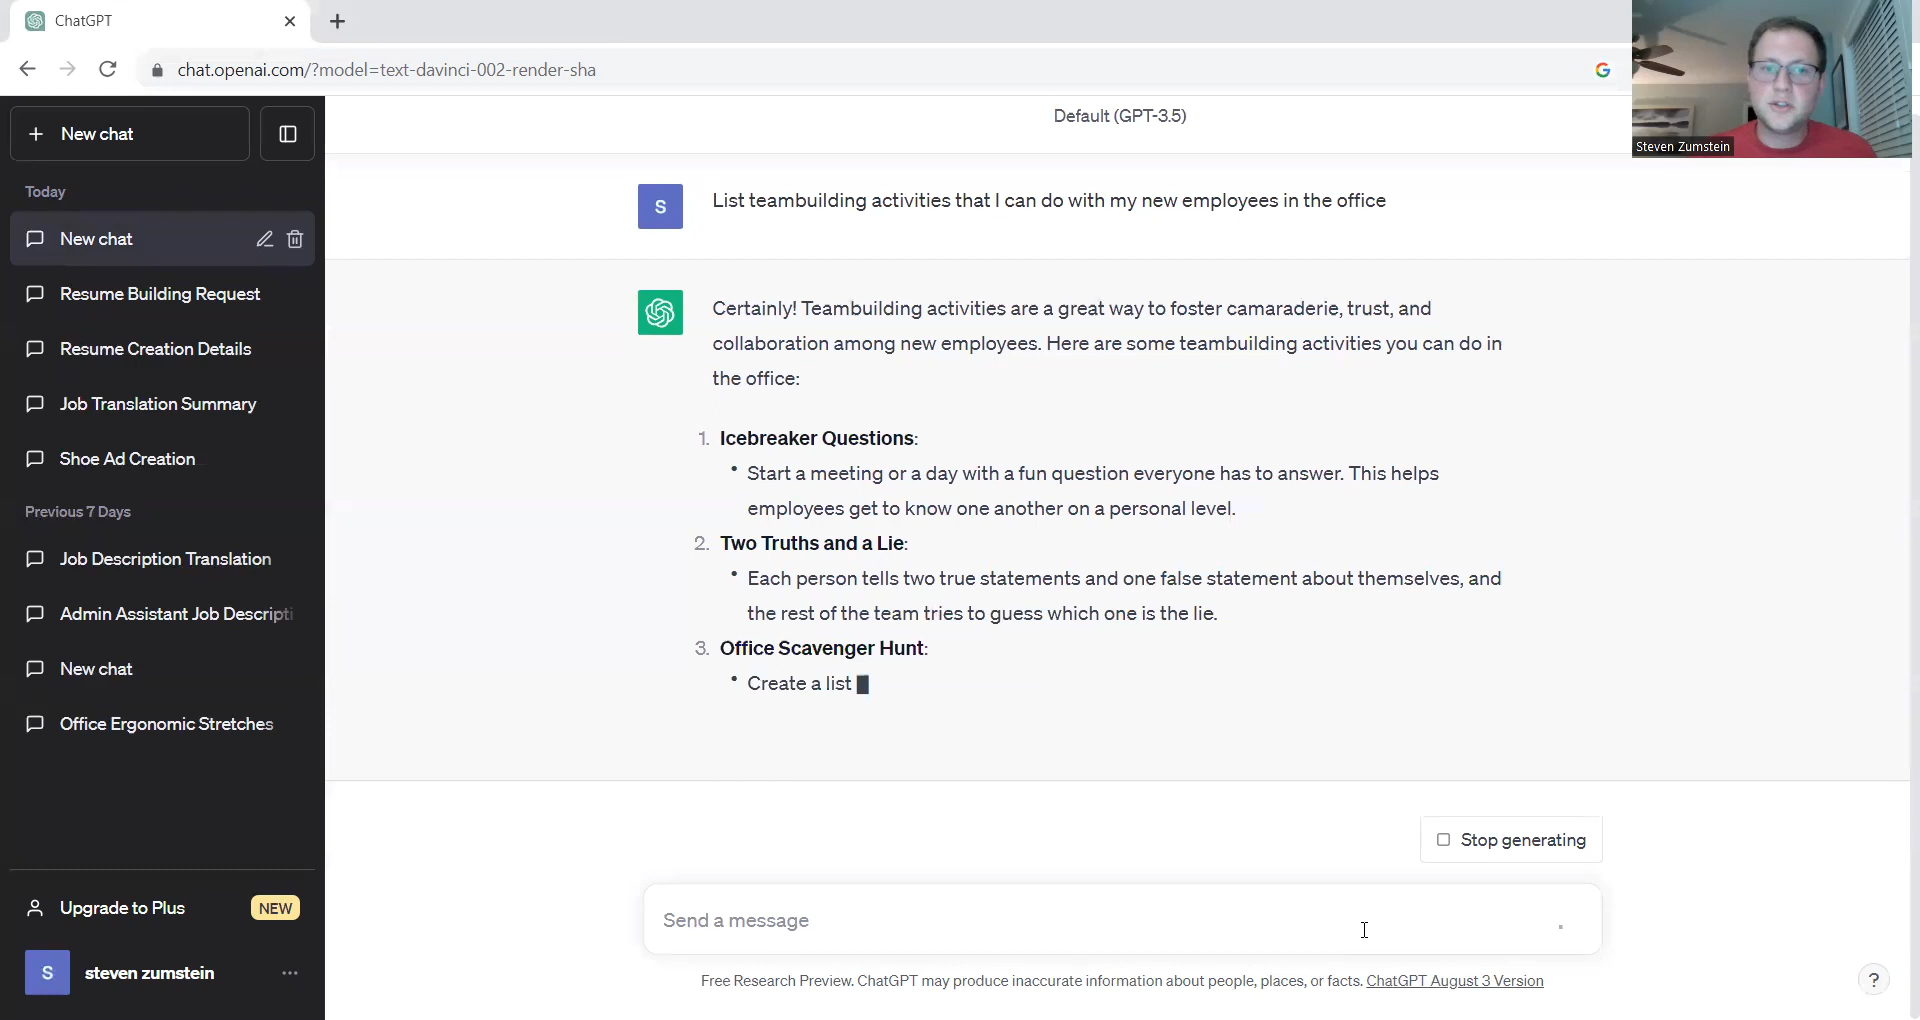 ChatGPT
chat.openai.com/?model=text-davinci-002-render-sha
New chat
Today
New chat
Resume Building Request
Resume Creation Details
Job Translation Summary
Shoe Ad Creation
Previous 7 Days
Job Description Translation
Admin Assistant Job Descripti
New chat
Office Ergonomic Stretches
Upgrade to Plus NEW
S steven zumstein
Default (GPT-3.5)
Steven Zumstein
S List teambuilding activities that I can do with my new employees in the office
Certainly! Teambuilding activities are a great way to foster camaraderie, trust, and
collaboration among new employees. Here are some teambuilding activities you can do in
the office:
1. Icebreaker Questions:
• Start a meeting or a day with a fun question everyone has to answer. This helps
employees get to know one another on a personal level.
2. Two Truths and a Lie:
• Each person tells two true statements and one false statement about themselves, and
the rest of the team tries to guess which one is the lie.
3. Office Scavenger Hunt:
• Create a list
Stop generating
Send a message
Free Research Preview. ChatGPT may produce inaccurate information about people, places, or facts. ChatGPT August 3 Version
?